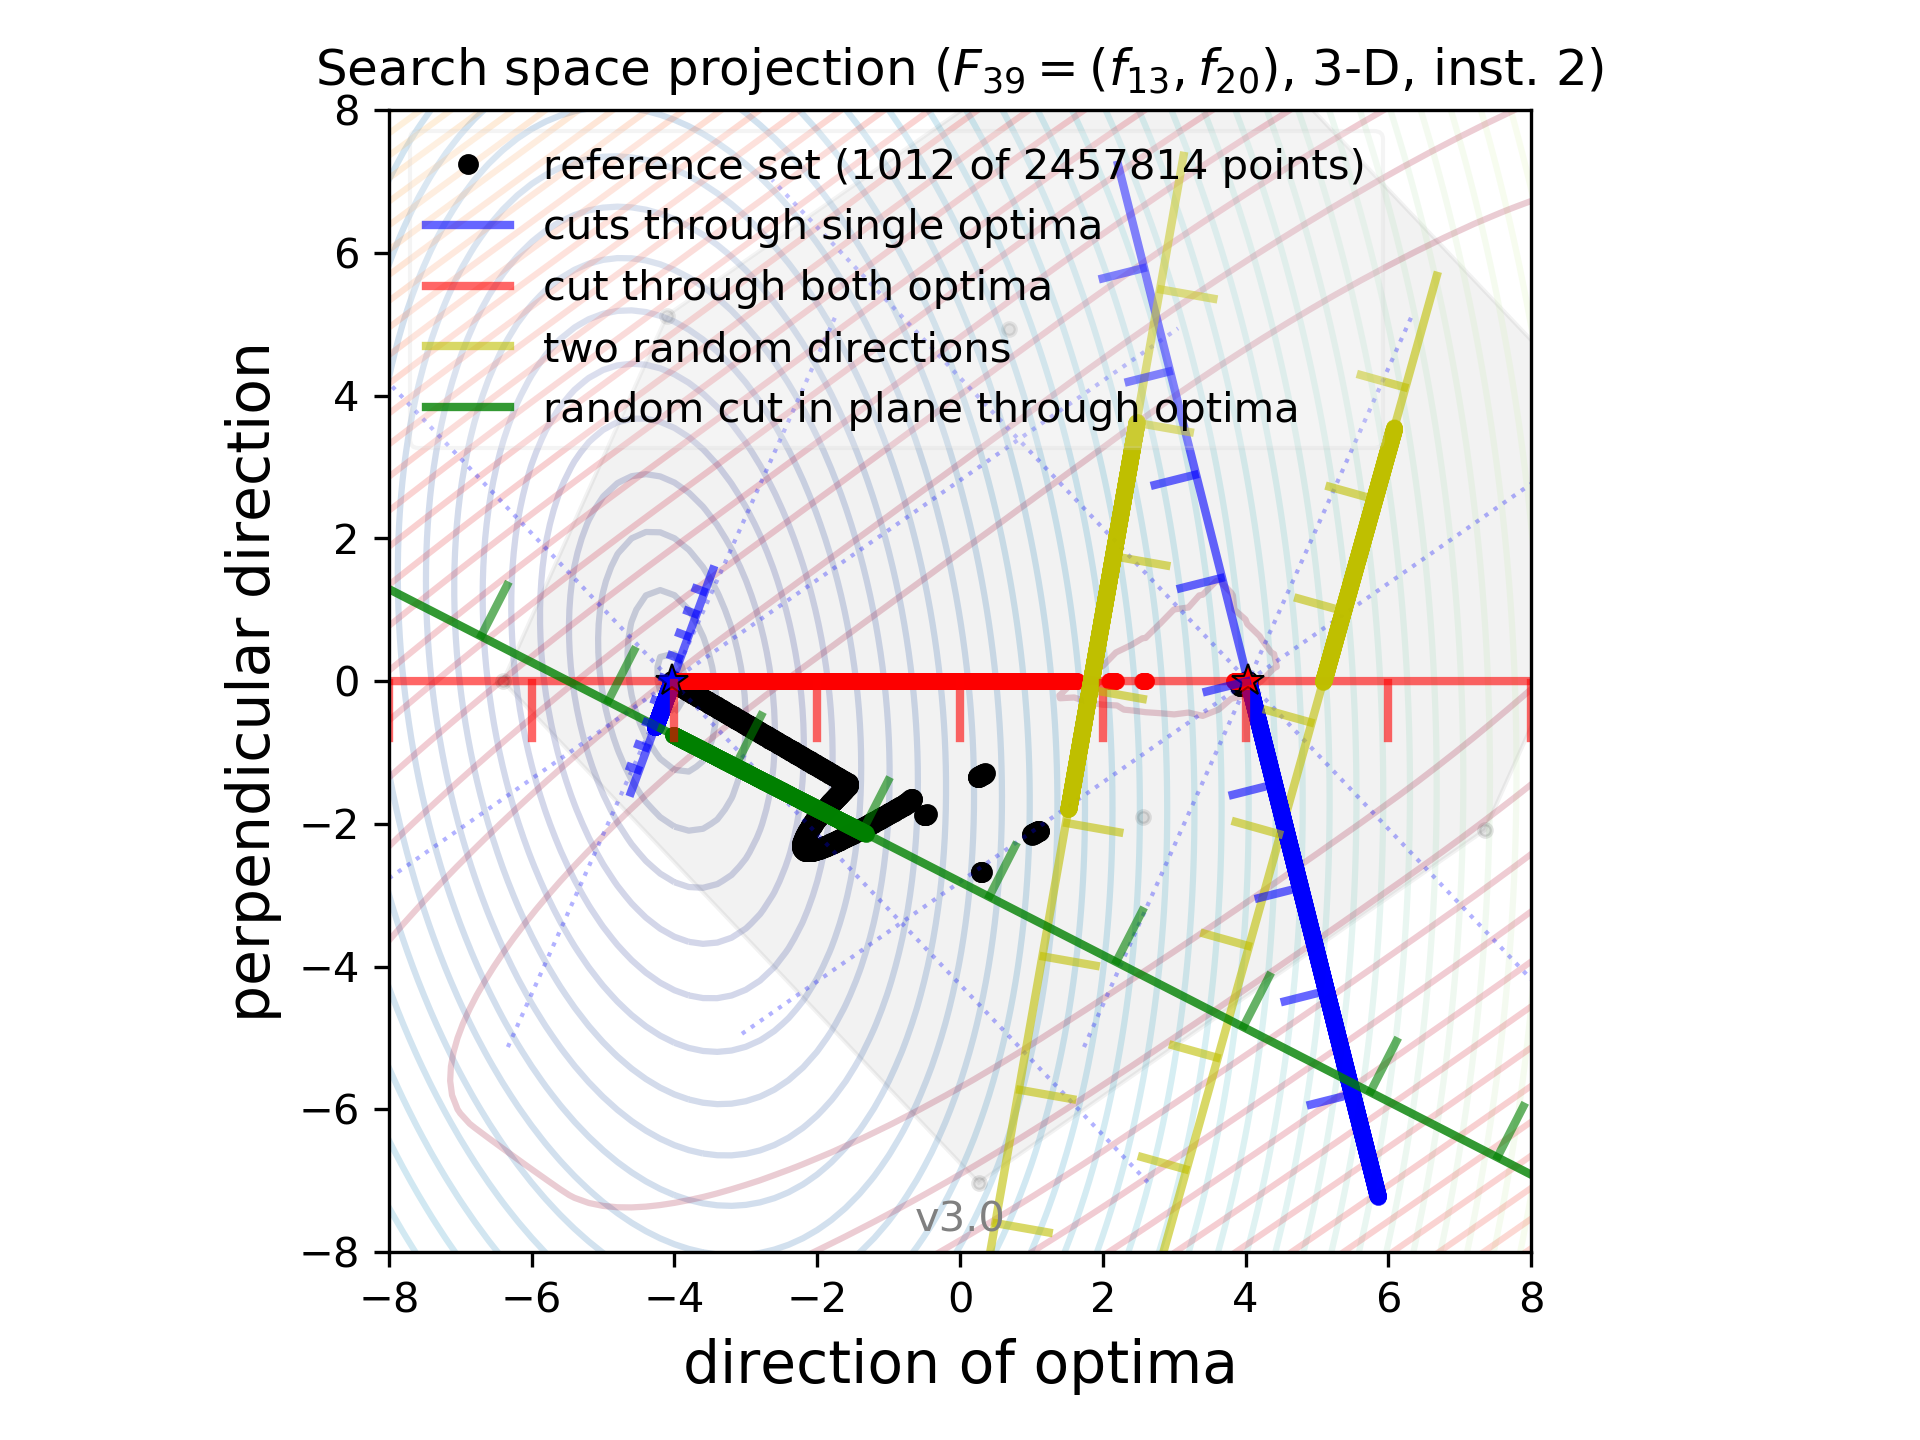 Search space projection (F₃₉ = (f₁₃, f₂₀), 3-D, inst. 2)
8
6
4
2
0
−2
−4
−6
−8
perpendicular direction
reference set (1012 of 2457814 points)
cuts through single optima
cut through both optima
two random directions
random cut in plane through optima
v3.0
−8 −6 −4 −2 0 2 4 6 8
direction of optima